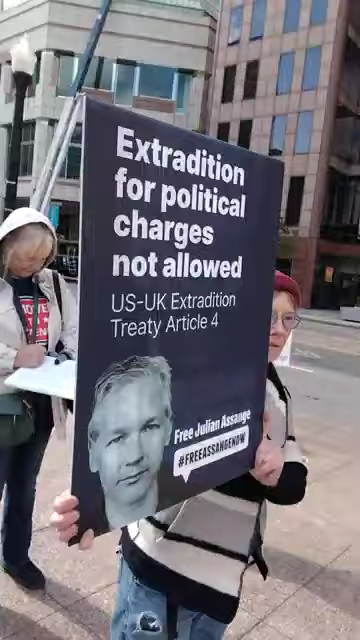 Extradition
for political
charges
not allowed
US-UK Extradition
Treaty Article 4
Free Julian Assange
#FREEASSANGENOW